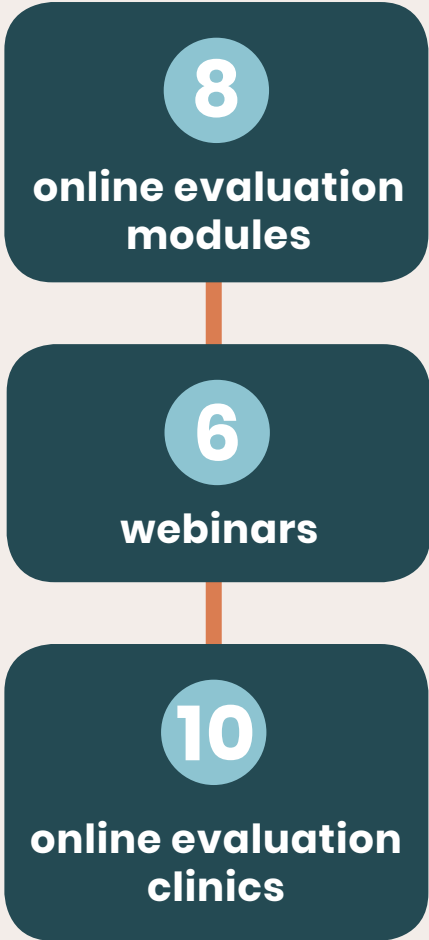 8
online evaluation
modules
6
webinars
10
online evaluation
clinics